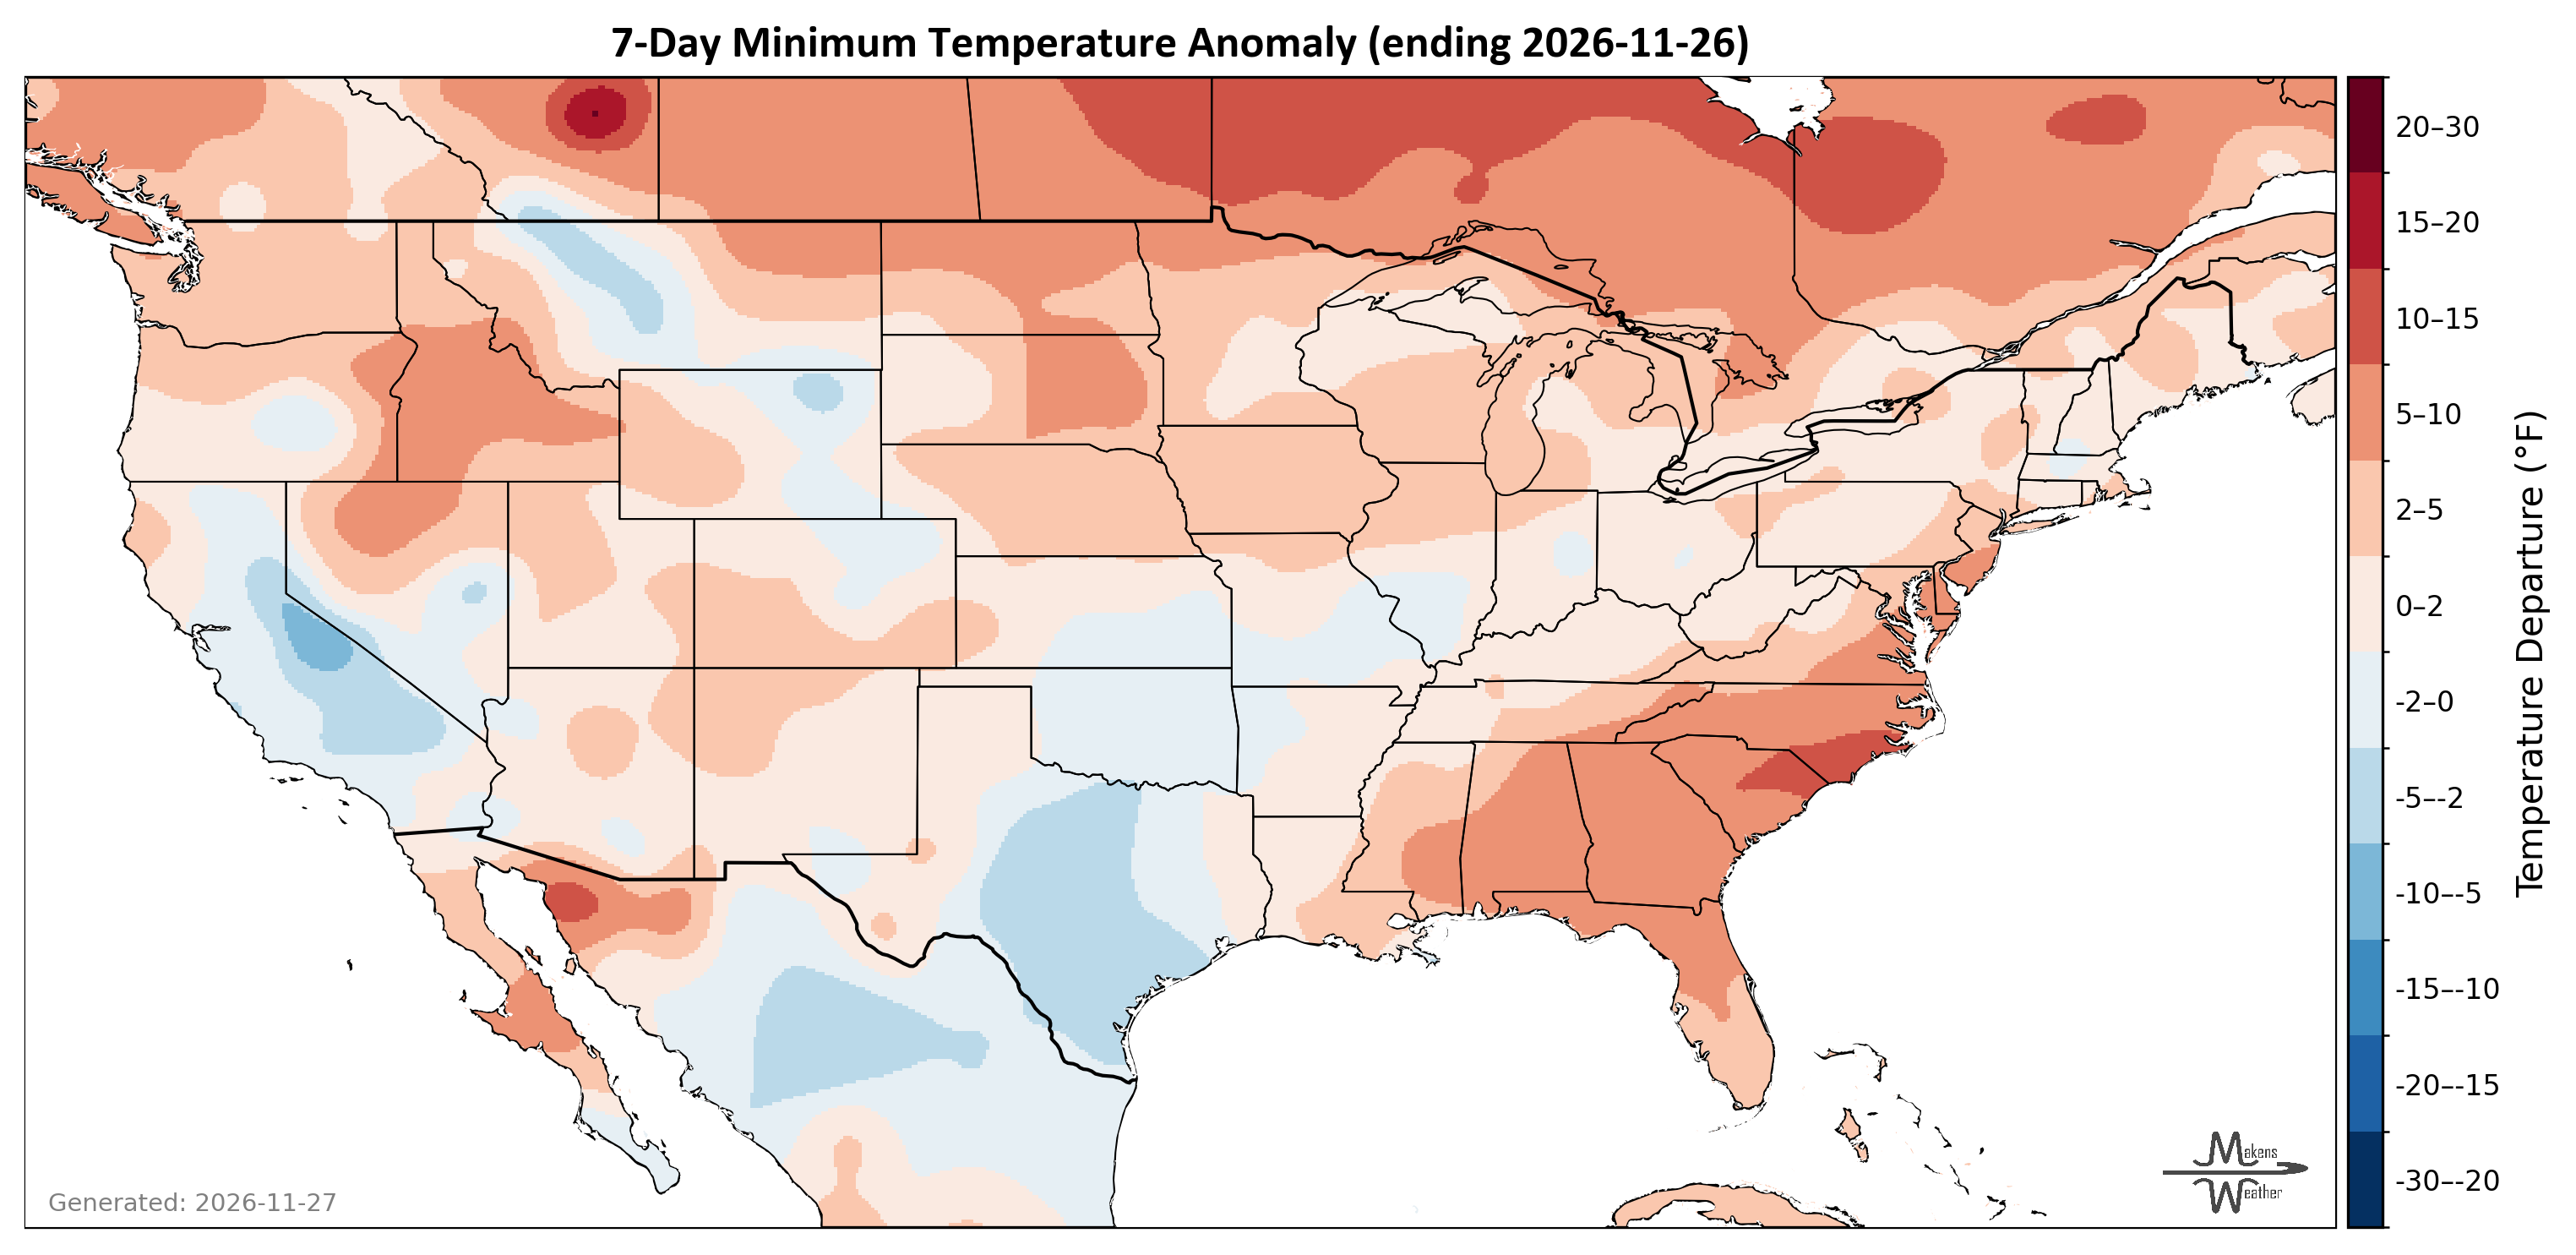 7-Day Minimum Temperature Anomaly (ending 2026-11-26)
20–30
15–20
10–15
5–10
2–5
0–2
-2–0
-5–-2
-10–-5
-15–-10
-20–-15
-30–-20
Temperature Departure (°F)
Generated: 2026-11-27
Makens
Weather